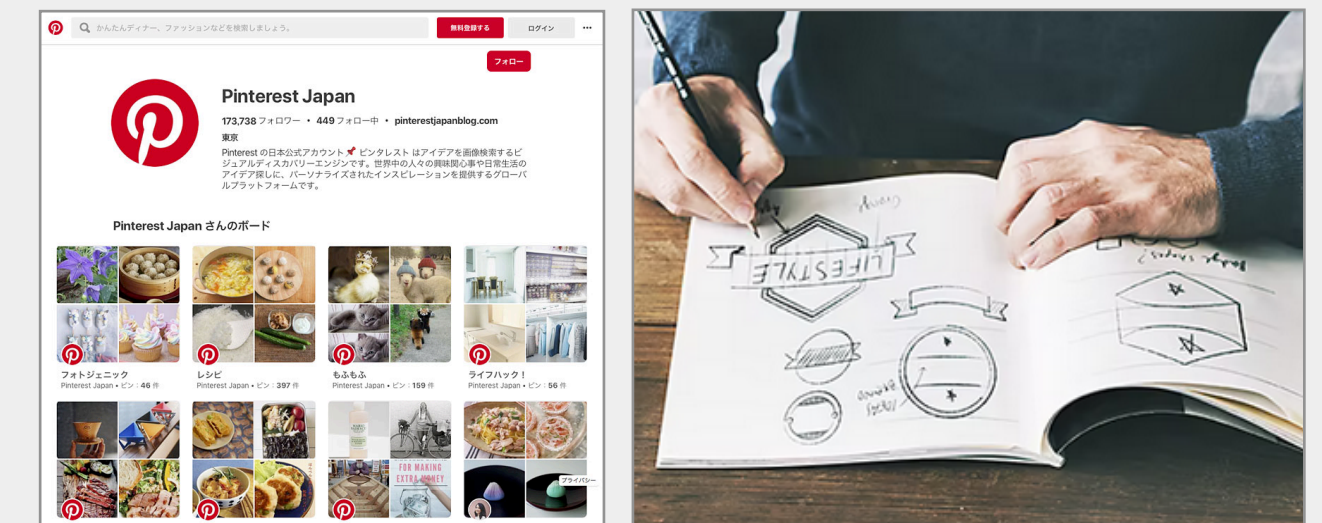 かんたんディナー、ファッションなどを検索しましょう。
無料登録する
ログイン
フォロー
Pinterest Japan
173,738 フォロワー • 449 フォロー中 • pinterestjapanblog.com
東京
Pinterest の日本公式アカウント📌 ピンタレスト はアイデアを画像検索するビ
ジュアルディスカバリーエンジンです。世界中の人々の興味関心事や日常生活の
アイデア探しに、パーソナライズされたインスピレーションを提供するグローバ
ルプラットフォームです。
Pinterest Japan さんのボード
フォトジェニック
Pinterest Japan • ピン：46 件
レシピ
Pinterest Japan • ピン：397 件
もふもふ
Pinterest Japan • ピン：159 件
ライフハック！
Pinterest Japan • ピン：56 件
FOR MAKING
EXTRA MONEY
プライバシー
LIFESTYLE
Badge shapes?